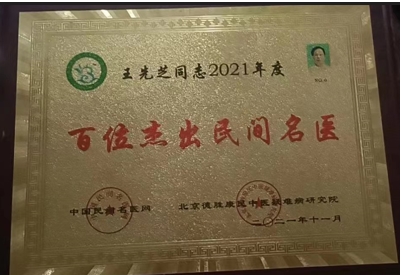 王先芝同志2021年度
百位杰出民间名医
中国民间名医网 北京德胜康道中医疑难病研究院
二〇二一年十一月